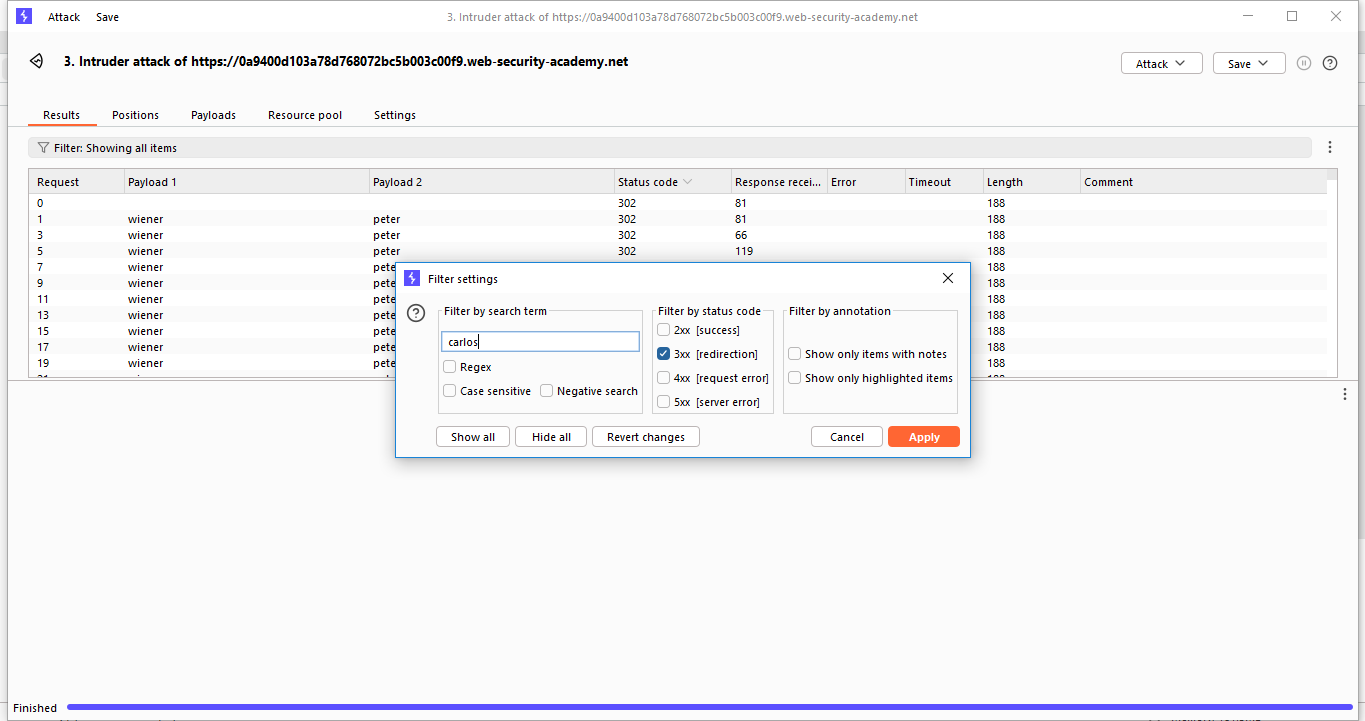 Attack Save 3. Intruder attack of https://0a9400d103a78d768072bc5b003c00f9.web-security-academy.net
3. Intruder attack of https://0a9400d103a78d768072bc5b003c00f9.web-security-academy.net Attack Save
Results Positions Payloads Resource pool Settings
Filter: Showing all items
Request Payload 1 Payload 2 Status code Response recei... Error Timeout Length Comment
0 302 81 188
1 wiener peter 302 81 188
3 wiener peter 302 66 188
5 wiener peter 302 119 188
7 wiener pete 188
9 wiener pete 188
11 wiener pete 188
13 wiener pete 188
15 wiener pete 188
17 wiener pete 188
19 wiener pete 188
Filter settings
Filter by search term Filter by status code Filter by annotation
carlos
Regex
Case sensitive Negative search
2xx [success]
3xx [redirection]
4xx [request error]
5xx [server error]
Show only items with notes
Show only highlighted items
Show all Hide all Revert changes Cancel Apply
Finished